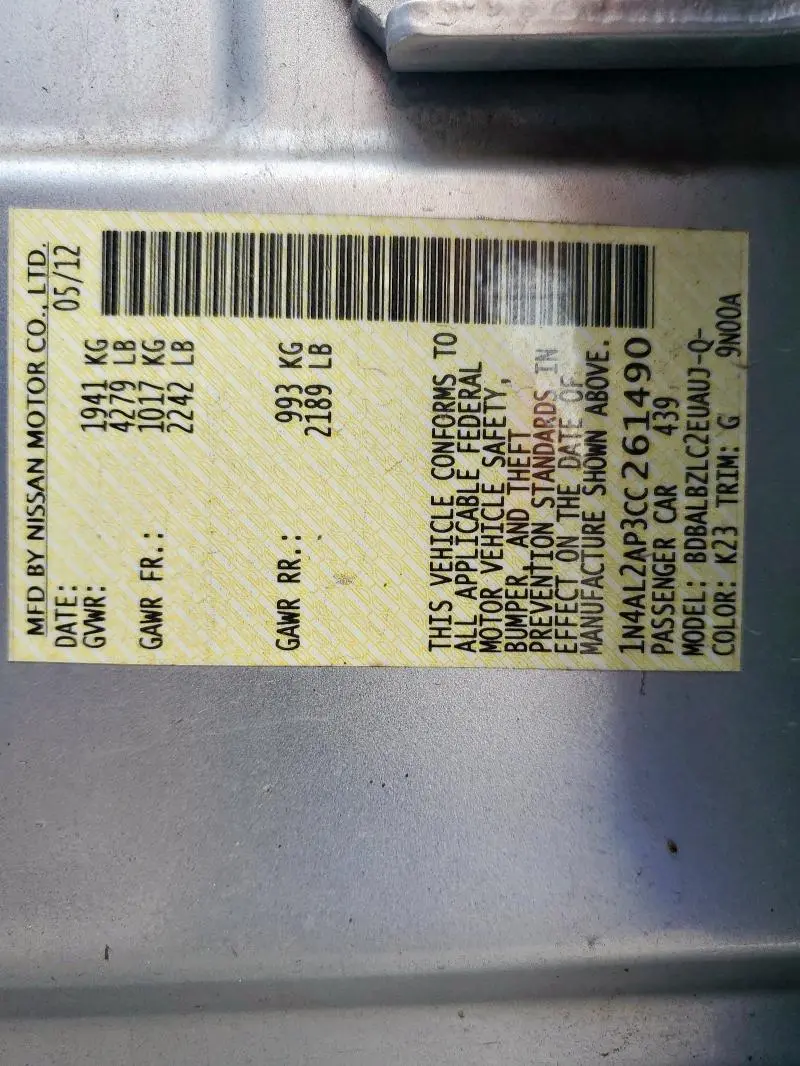 MFD BY NISSAN MOTOR CO., LTD.
DATE: 05/12
GVWR: 1941 KG
4279 LB
GAWR FR.: 1017 KG
2242 LB
GAWR RR.: 993 KG
2189 LB
THIS VEHICLE CONFORMS TO
ALL APPLICABLE FEDERAL
MOTOR VEHICLE SAFETY,
BUMPER, AND THEFT
PREVENTION STANDARDS IN
EFFECT ON THE DATE OF
MANUFACTURE SHOWN ABOVE.
1N4AL2AP3CC261490
PASSENGER CAR 439
MODEL: BDBALBZLC2EUAUJ-Q-
COLOR: K23 TRIM: G 9N00A